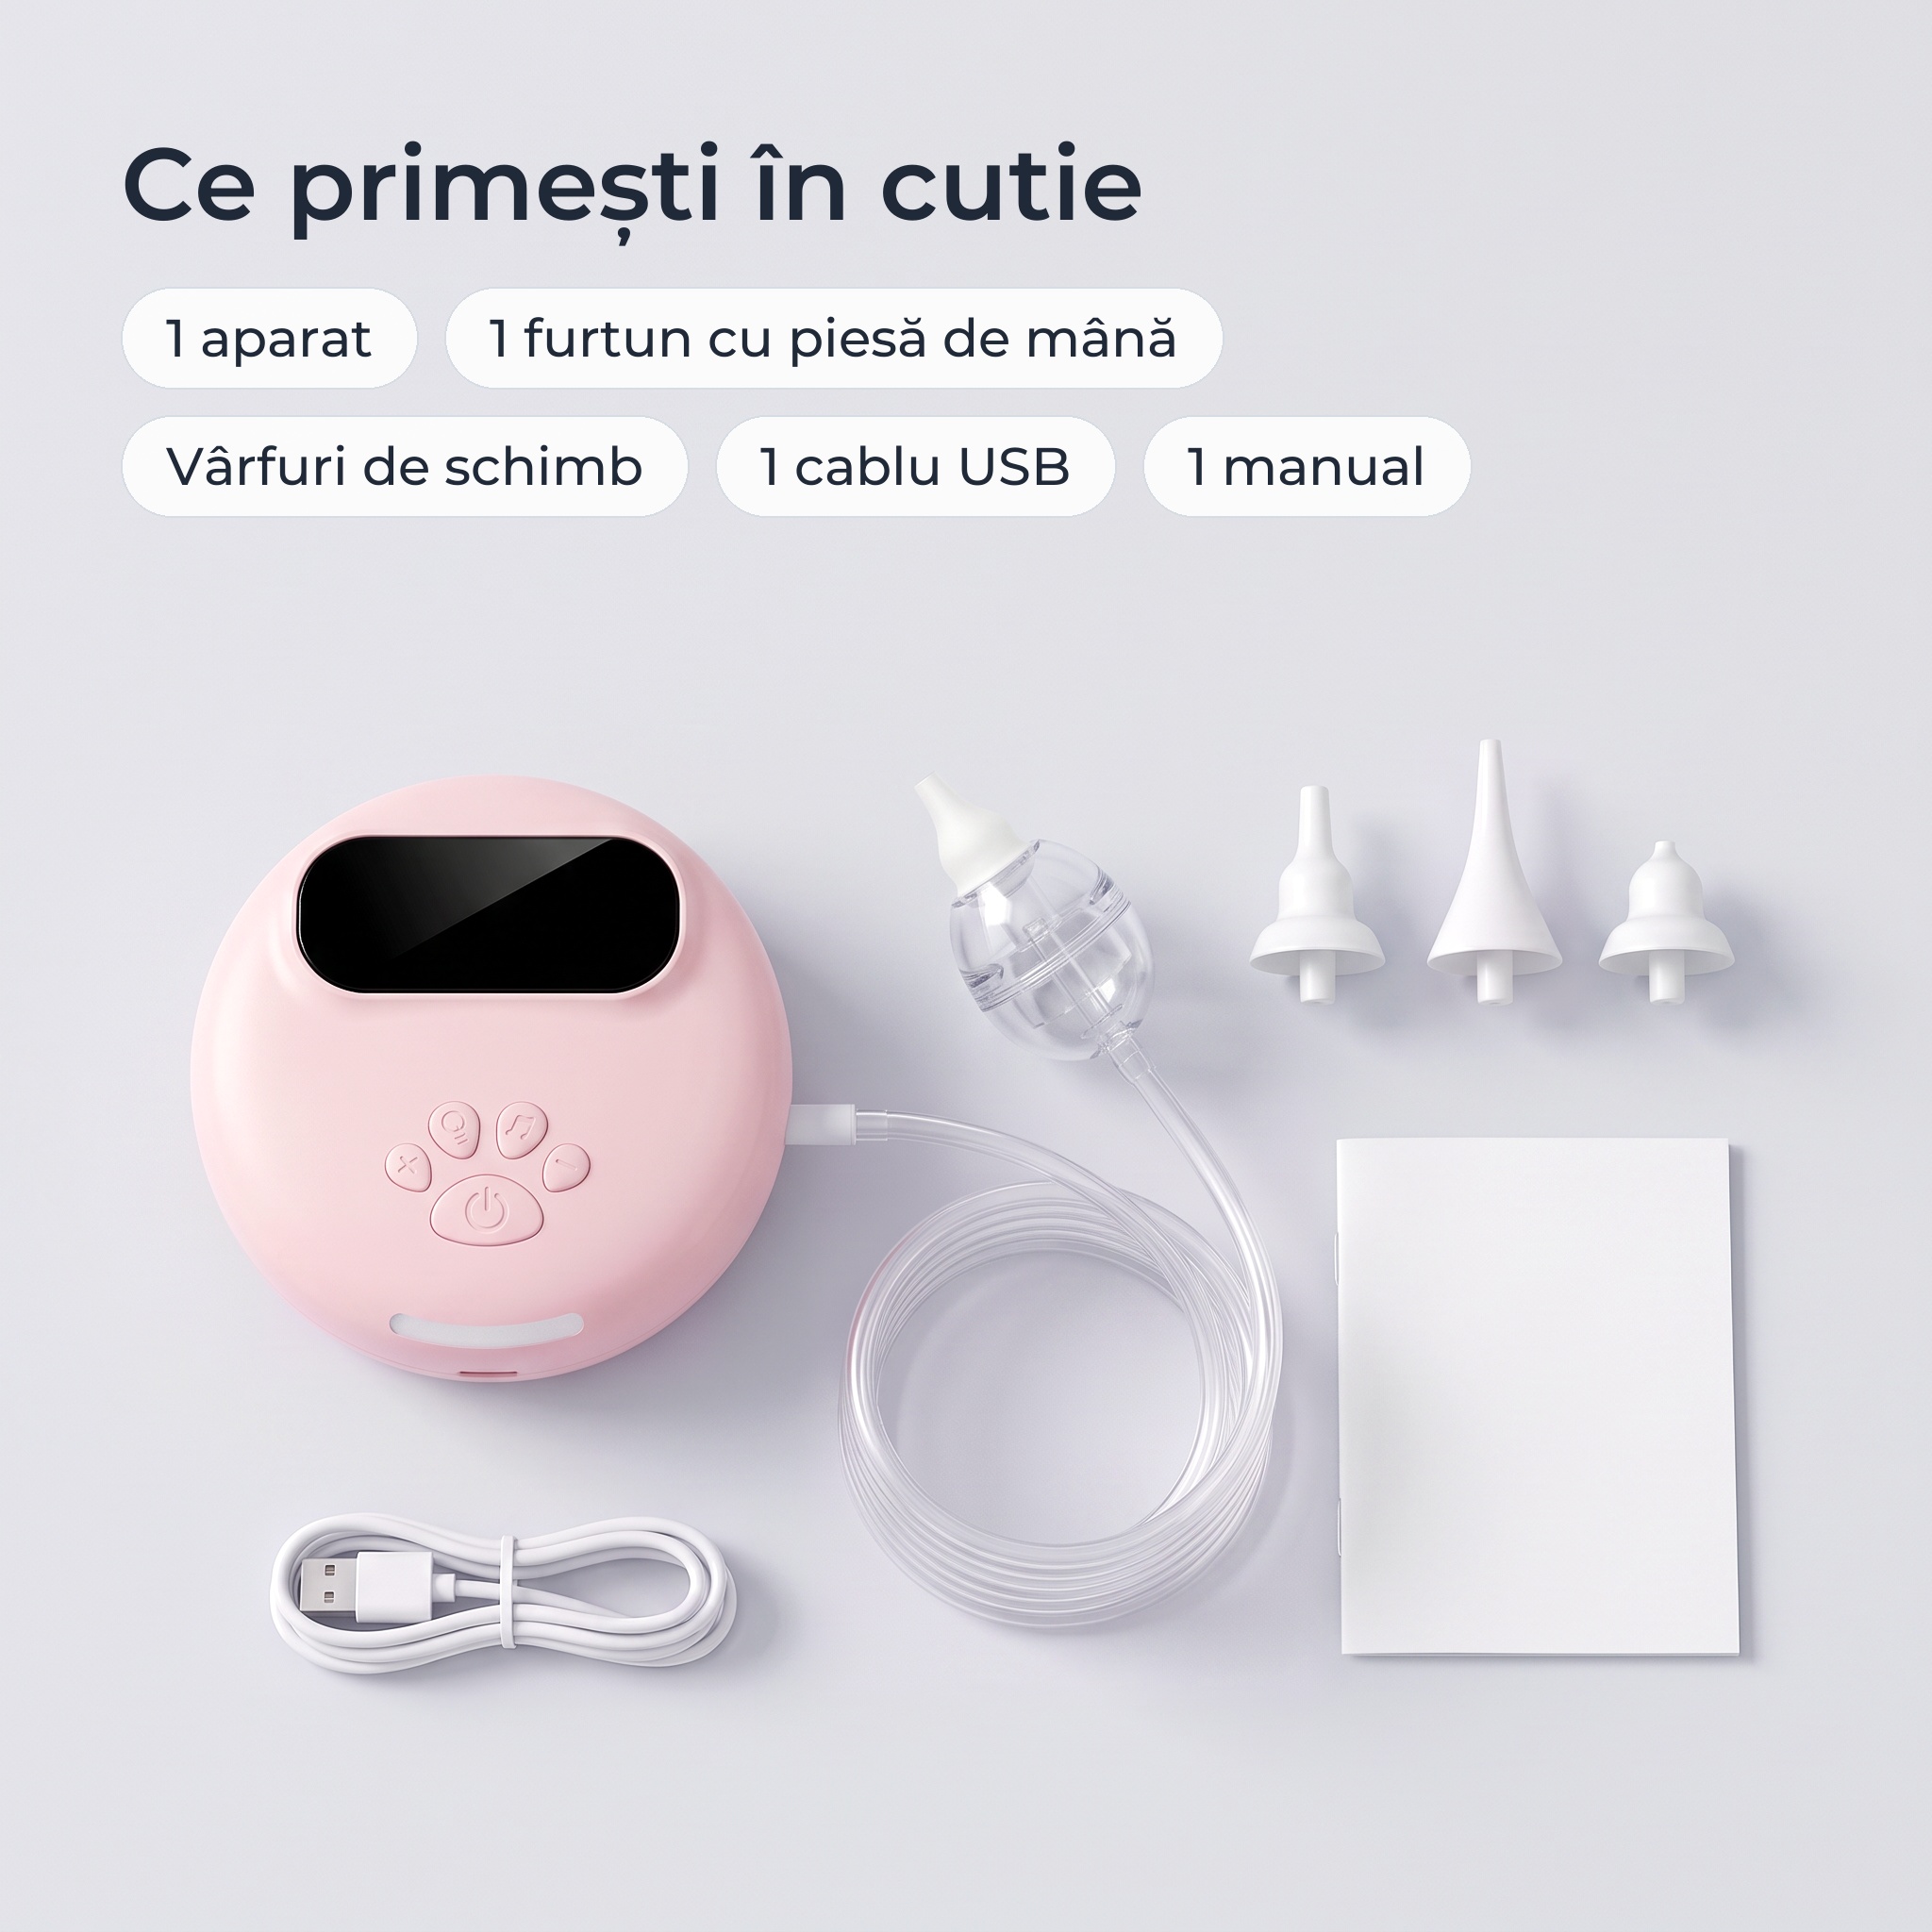 Ce primești în cutie
1 aparat
1 furtun cu piesă de mână
Vârfuri de schimb
1 cablu USB
1 manual